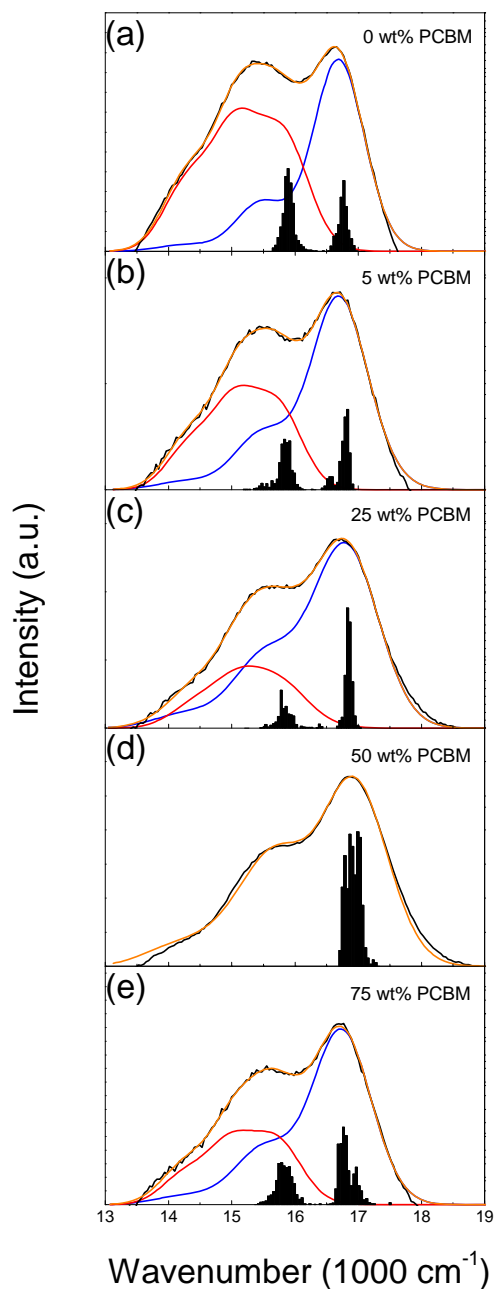 (a)
0 wt% PCBM
(b)
5 wt% PCBM
(c)
25 wt% PCBM
(d)
50 wt% PCBM
(e)
75 wt% PCBM
Intensity (a.u.)
13 14 15 16 17 18 19
Wavenumber (1000 cm⁻¹)